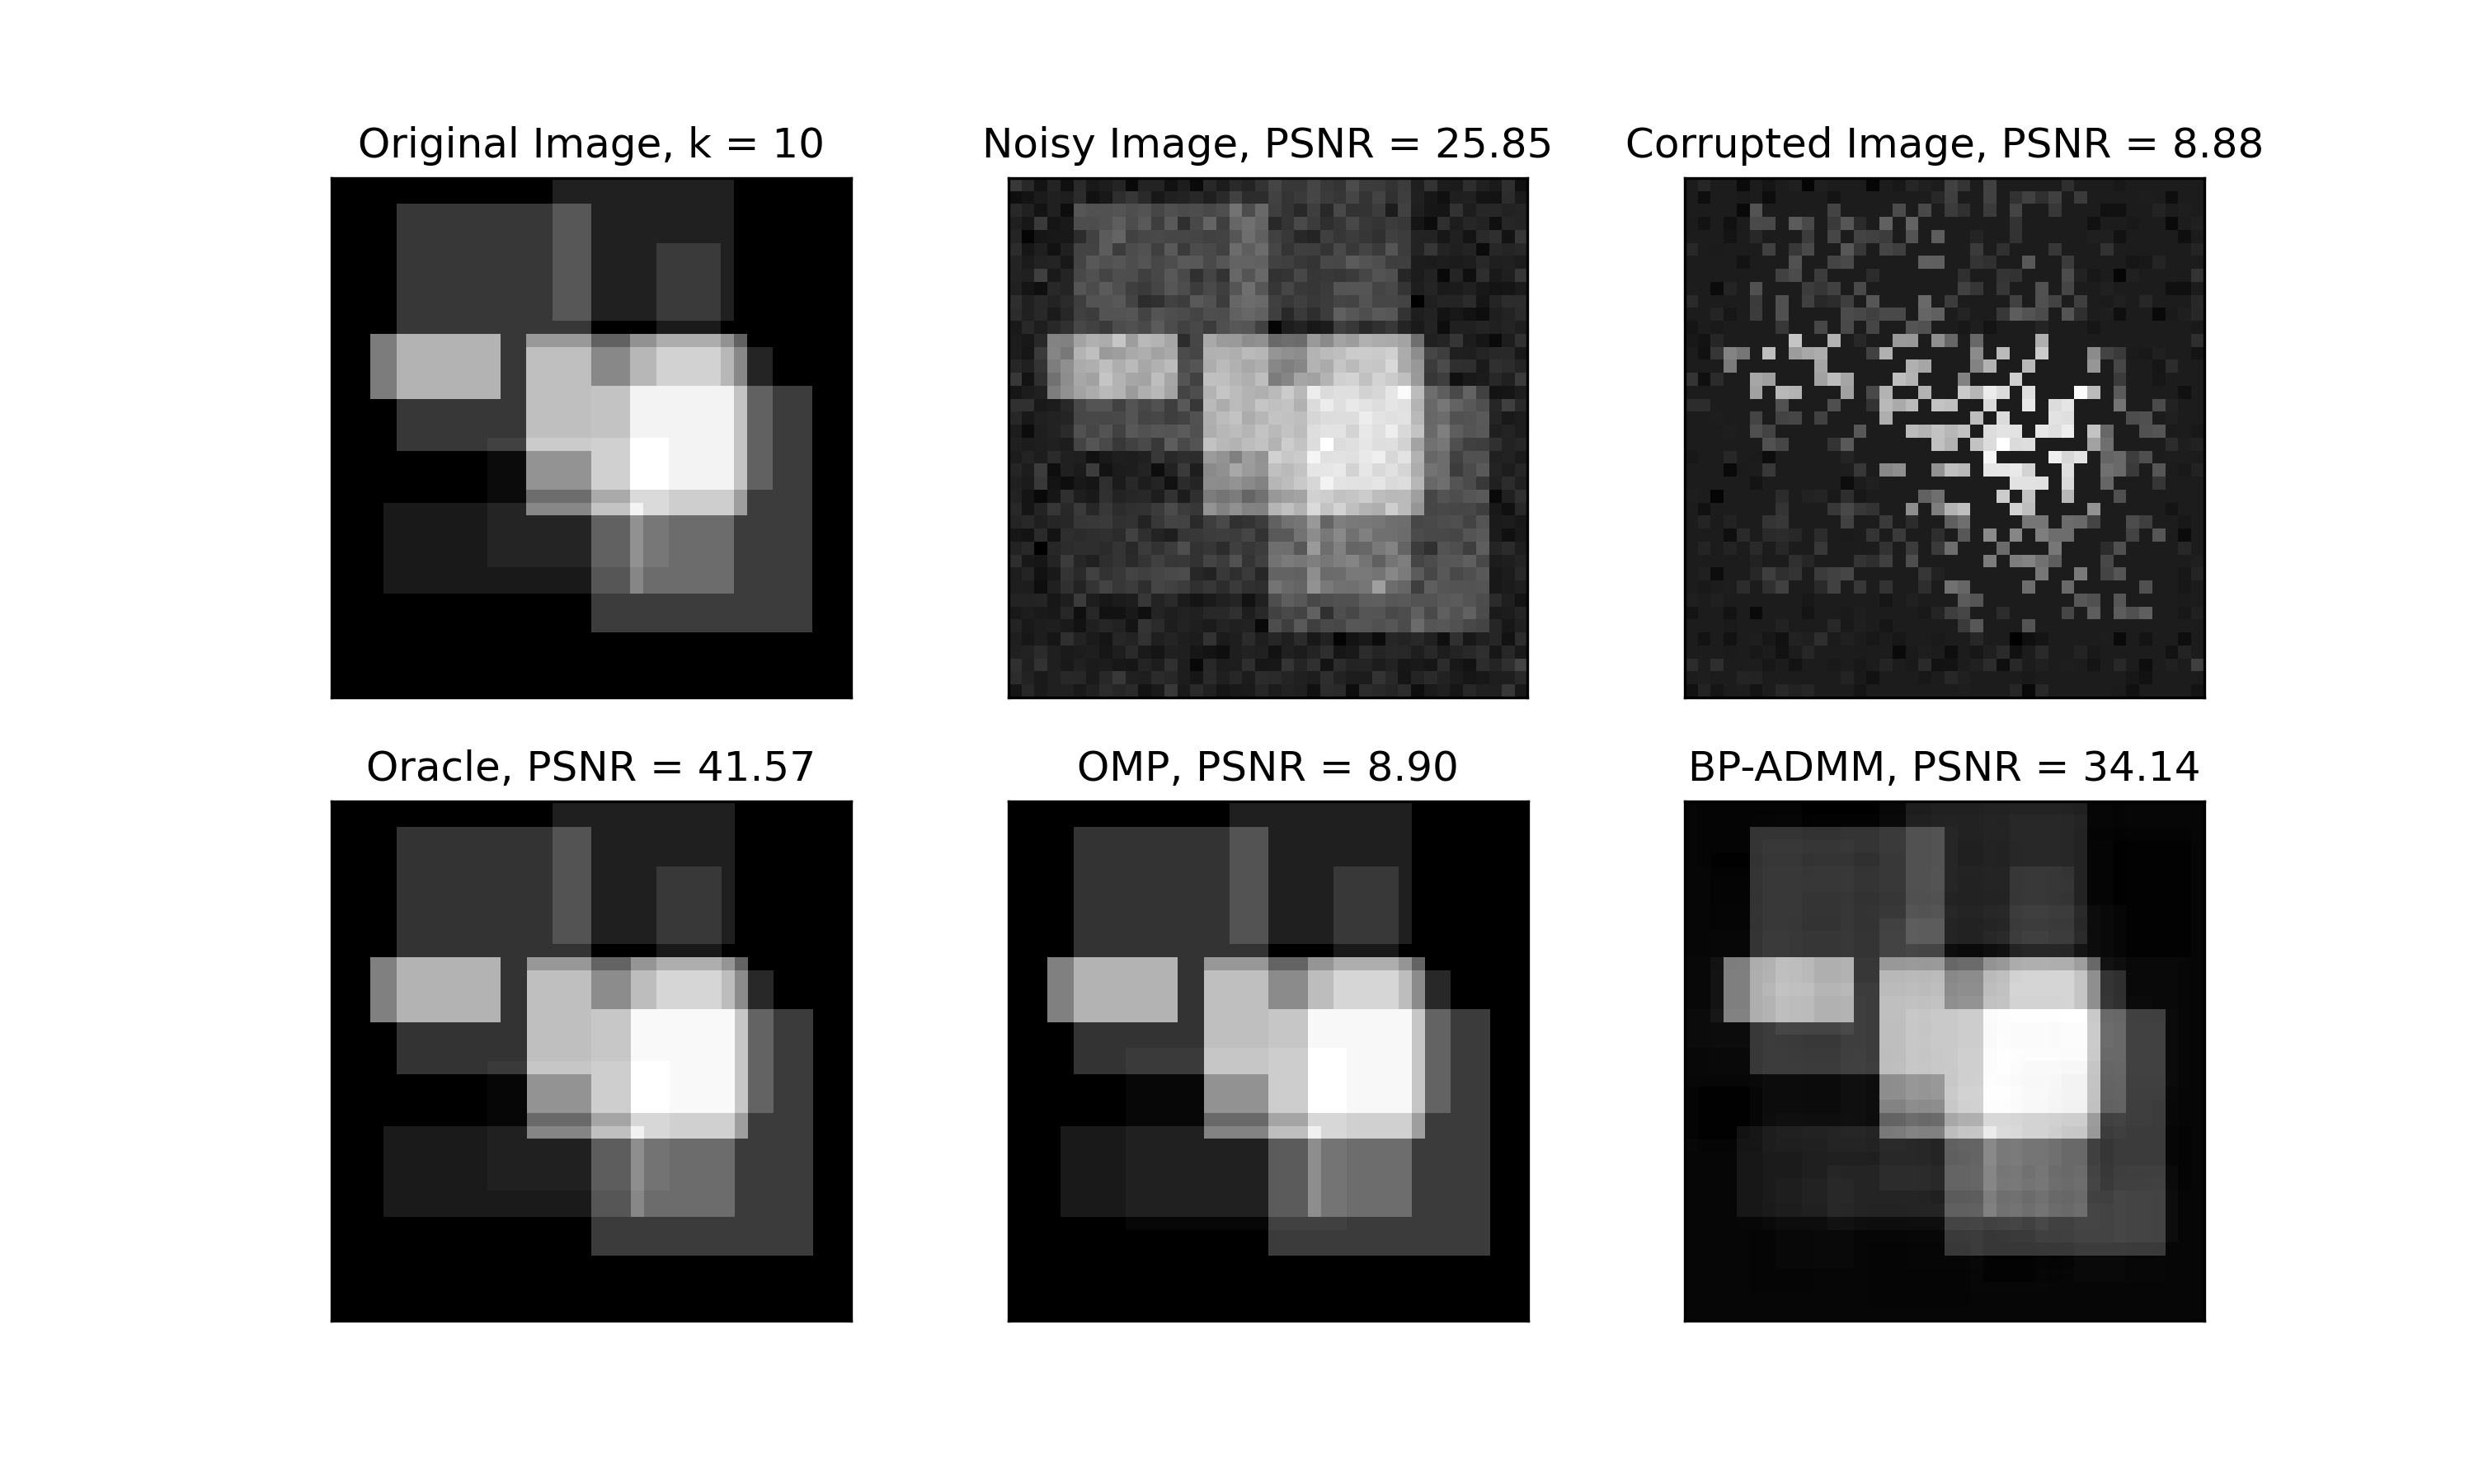 Original Image, k = 10
Noisy Image, PSNR = 25.85
Corrupted Image, PSNR = 8.88
Oracle, PSNR = 41.57
OMP, PSNR = 8.90
BP-ADMM, PSNR = 34.14